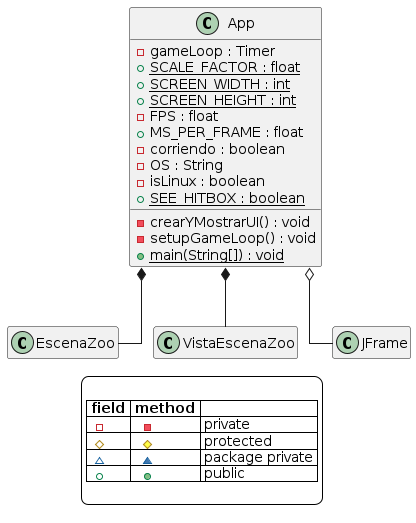 C App
gameLoop : Timer
SCALE_FACTOR : float
SCREEN_WIDTH : int
SCREEN_HEIGHT : int
FPS : float
MS_PER_FRAME : float
corriendo : boolean
OS : String
isLinux : boolean
SEE_HITBOX : boolean
crearYMostrarUI() : void
setupGameLoop() : void
main(String[]) : void
C EscenaZoo
C VistaEscenaZoo
C JFrame
field method
private
protected
package private
public